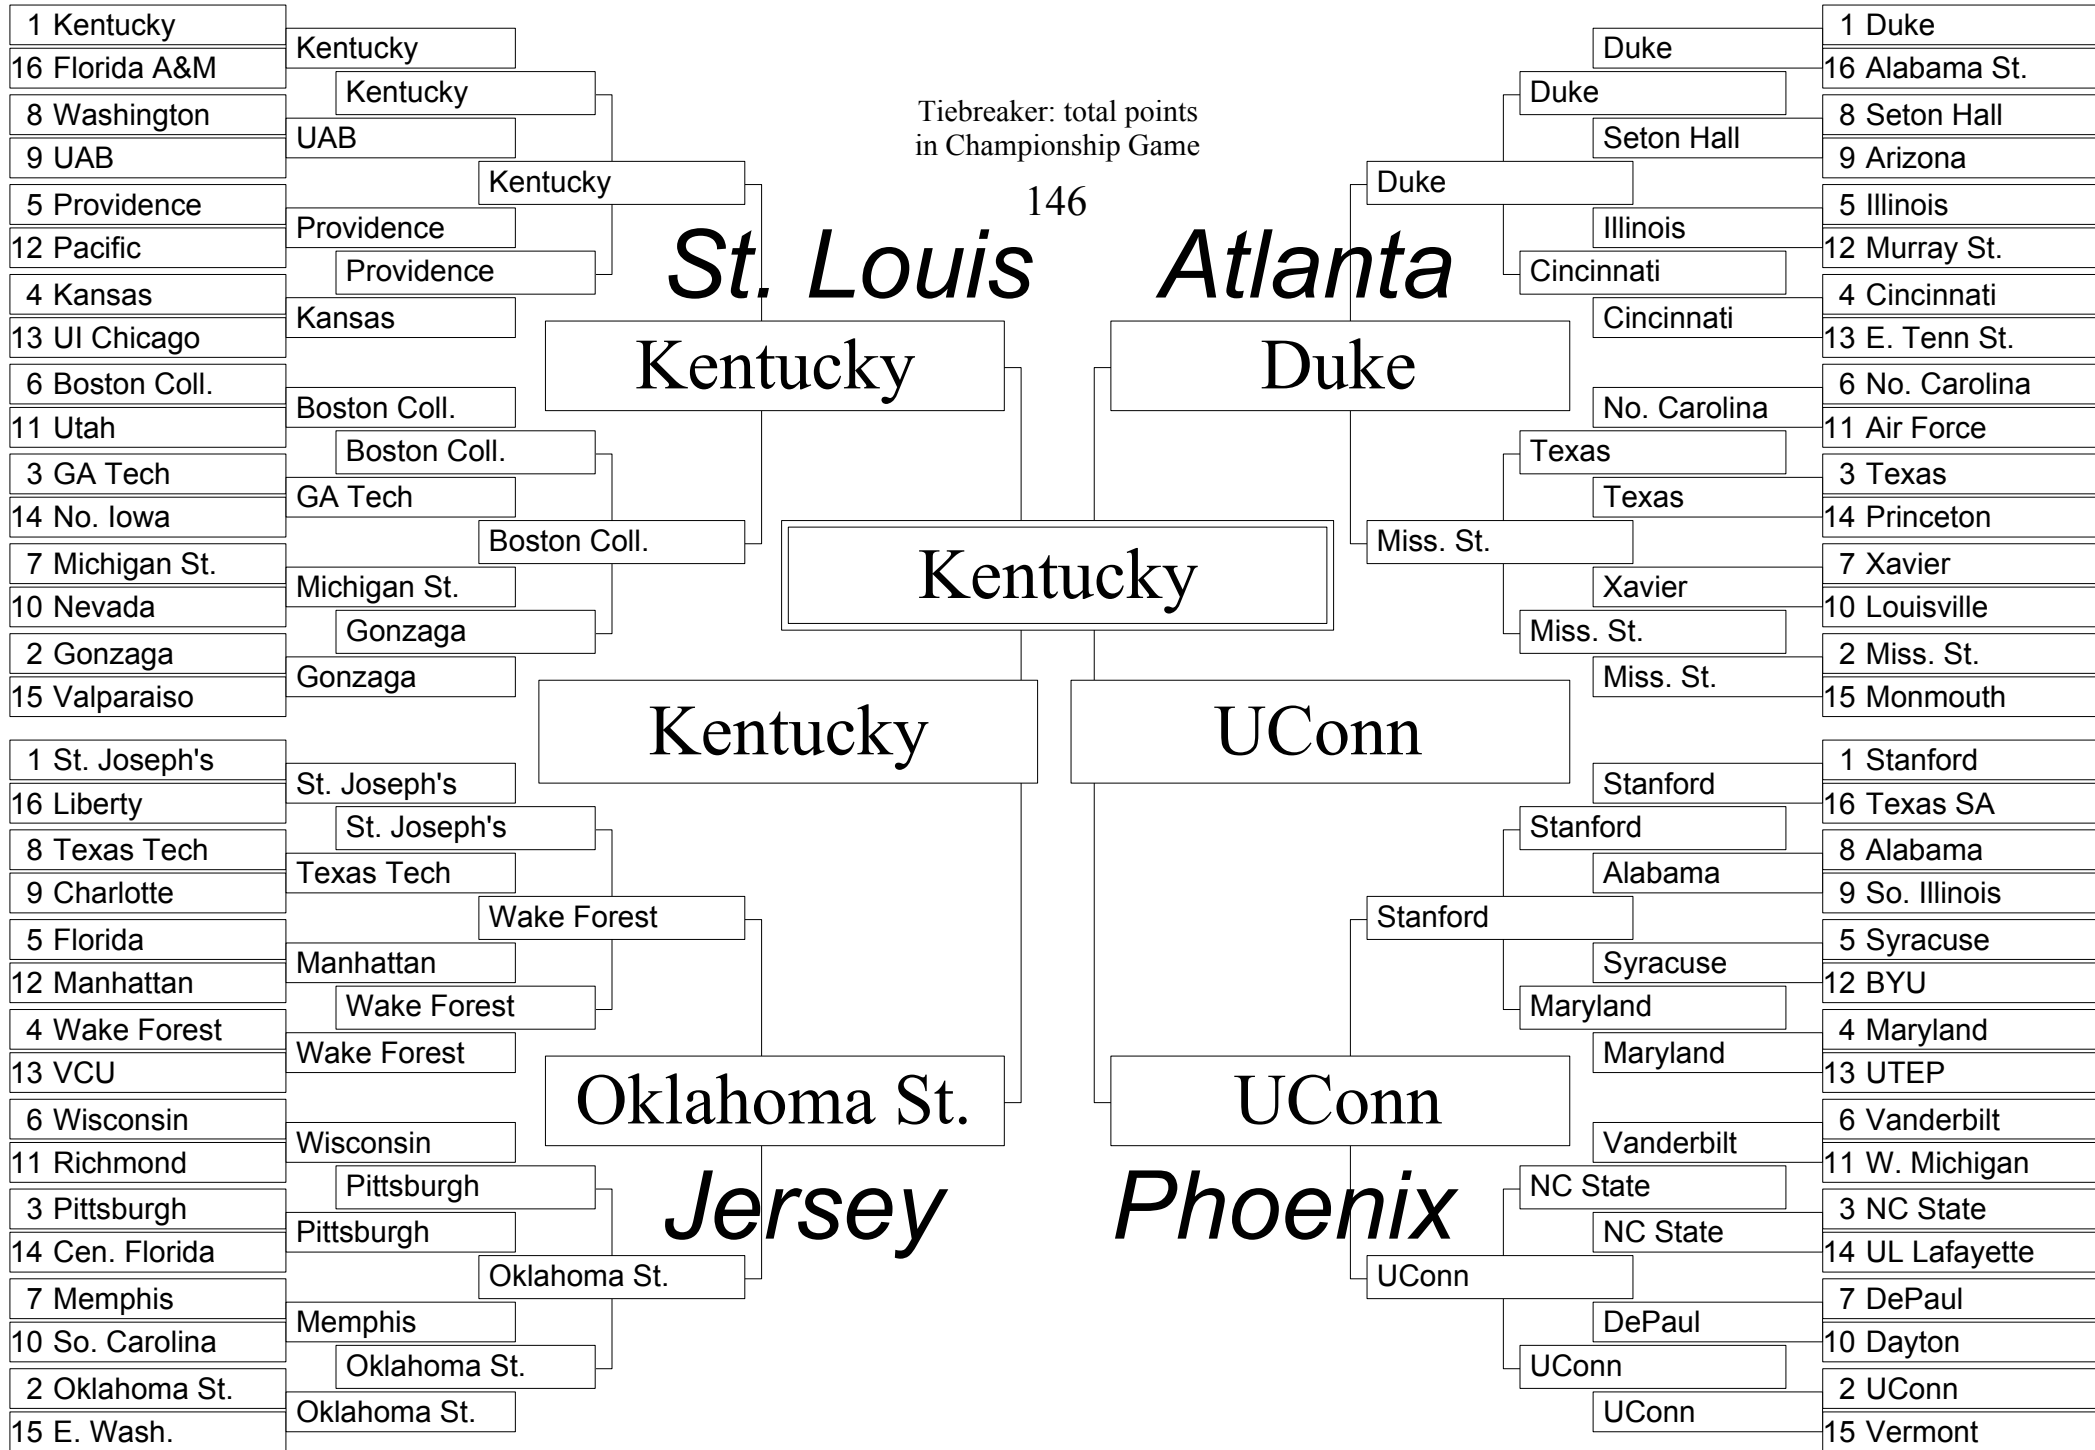 1 Kentucky
16 Florida A&M
8 Washington
9 UAB
5 Providence
12 Pacific
4 Kansas
13 UI Chicago
6 Boston Coll.
11 Utah
3 GA Tech
14 No. Iowa
7 Michigan St.
10 Nevada
2 Gonzaga
15 Valparaiso
Kentucky
UAB
Providence
Kansas
Boston Coll.
GA Tech
Michigan St.
Gonzaga
Kentucky
Providence
Boston Coll.
Gonzaga
Kentucky
Boston Coll.
St. Louis
Kentucky
1 St. Joseph's
16 Liberty
8 Texas Tech
9 Charlotte
5 Florida
12 Manhattan
4 Wake Forest
13 VCU
6 Wisconsin
11 Richmond
3 Pittsburgh
14 Cen. Florida
7 Memphis
10 So. Carolina
2 Oklahoma St.
15 E. Wash.
St. Joseph's
Texas Tech
Manhattan
Wake Forest
Wisconsin
Pittsburgh
Memphis
Oklahoma St.
St. Joseph's
Wake Forest
Pittsburgh
Oklahoma St.
Wake Forest
Oklahoma St.
Oklahoma St.
Jersey
Tiebreaker: total points
in Championship Game
146
Kentucky
Kentucky
UConn
1 Duke
16 Alabama St.
8 Seton Hall
9 Arizona
5 Illinois
12 Murray St.
4 Cincinnati
13 E. Tenn St.
6 No. Carolina
11 Air Force
3 Texas
14 Princeton
7 Xavier
10 Louisville
2 Miss. St.
15 Monmouth
Duke
Seton Hall
Illinois
Cincinnati
No. Carolina
Texas
Xavier
Miss. St.
Duke
Cincinnati
Texas
Miss. St.
Duke
Miss. St.
Atlanta
Duke
1 Stanford
16 Texas SA
8 Alabama
9 So. Illinois
5 Syracuse
12 BYU
4 Maryland
13 UTEP
6 Vanderbilt
11 W. Michigan
3 NC State
14 UL Lafayette
7 DePaul
10 Dayton
2 UConn
15 Vermont
Stanford
Alabama
Syracuse
Maryland
Vanderbilt
NC State
DePaul
UConn
Stanford
Maryland
NC State
UConn
Stanford
UConn
UConn
Phoenix